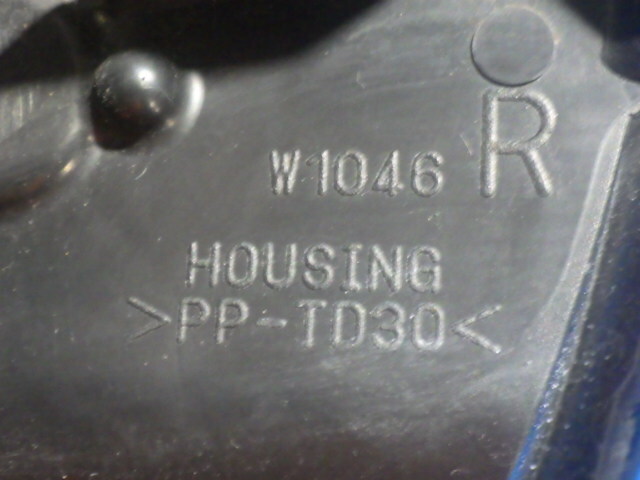 W1046 R
HOUSING
>PP-TD30<